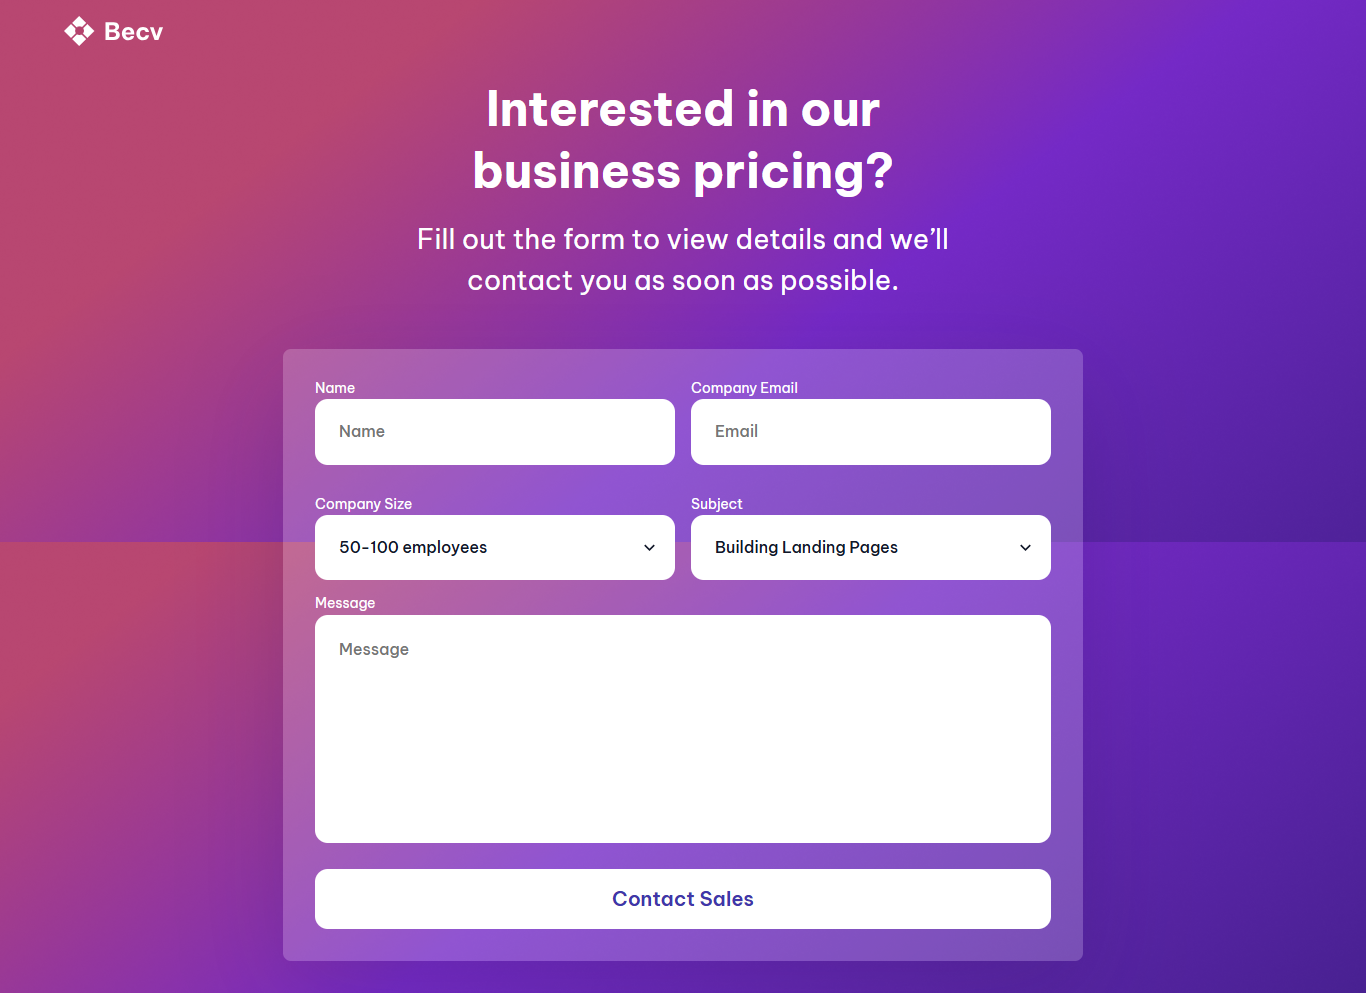 Becv
Interested in our
business pricing?
Fill out the form to view details and we’ll
contact you as soon as possible.
Name
Company Email
Name
Email
Company Size
Subject
50-100 employees
Building Landing Pages
Message
Message
Contact Sales